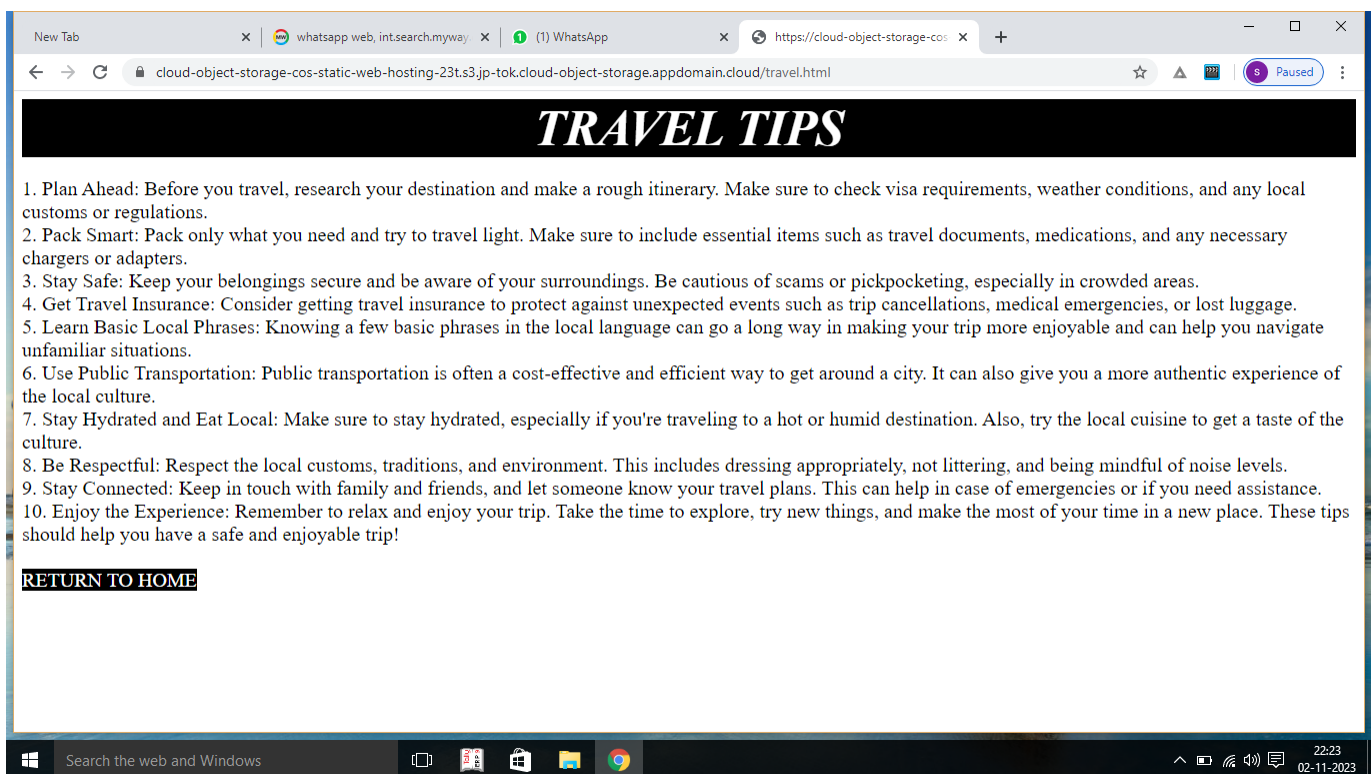 New Tab
whatsapp web, int.search.myway
(1) WhatsApp
https://cloud-object-storage-cos
cloud-object-storage-cos-static-web-hosting-23t.s3.jp-tok.cloud-object-storage.appdomain.cloud/travel.html
S Paused
TRAVEL TIPS
1. Plan Ahead: Before you travel, research your destination and make a rough itinerary. Make sure to check visa requirements, weather conditions, and any local
customs or regulations.
2. Pack Smart: Pack only what you need and try to travel light. Make sure to include essential items such as travel documents, medications, and any necessary
chargers or adapters.
3. Stay Safe: Keep your belongings secure and be aware of your surroundings. Be cautious of scams or pickpocketing, especially in crowded areas.
4. Get Travel Insurance: Consider getting travel insurance to protect against unexpected events such as trip cancellations, medical emergencies, or lost luggage.
5. Learn Basic Local Phrases: Knowing a few basic phrases in the local language can go a long way in making your trip more enjoyable and can help you navigate
unfamiliar situations.
6. Use Public Transportation: Public transportation is often a cost-effective and efficient way to get around a city. It can also give you a more authentic experience of
the local culture.
7. Stay Hydrated and Eat Local: Make sure to stay hydrated, especially if you're traveling to a hot or humid destination. Also, try the local cuisine to get a taste of the
culture.
8. Be Respectful: Respect the local customs, traditions, and environment. This includes dressing appropriately, not littering, and being mindful of noise levels.
9. Stay Connected: Keep in touch with family and friends, and let someone know your travel plans. This can help in case of emergencies or if you need assistance.
10. Enjoy the Experience: Remember to relax and enjoy your trip. Take the time to explore, try new things, and make the most of your time in a new place. These tips
should help you have a safe and enjoyable trip!
RETURN TO HOME
Search the web and Windows
22:23
02-11-2023